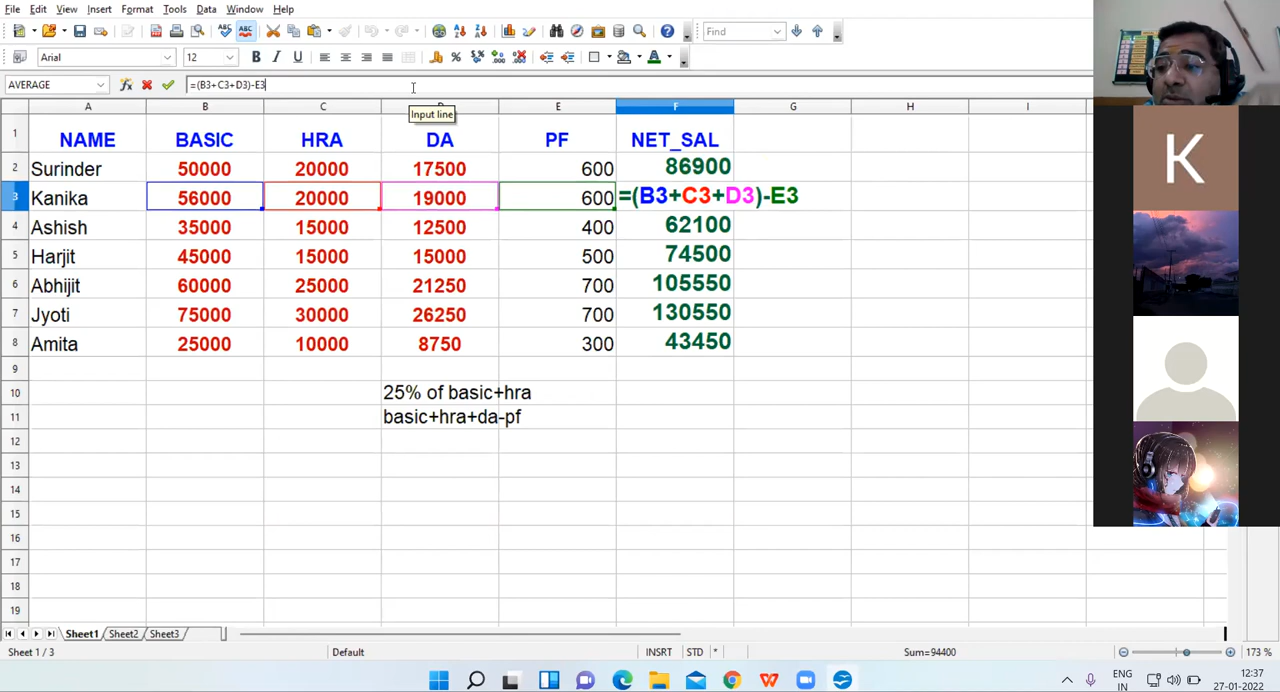 File Edit View Insert Format Tools Data Window Help
Find
Arial 12
AVERAGE =(B3+C3+D3)-E3
Input line
A B C D E F G H I
1 NAME BASIC HRA DA PF NET_SAL
2 Surinder 50000 20000 17500 600 86900
3 Kanika 56000 20000 19000 600 =(B3+C3+D3)-E3
4 Ashish 35000 15000 12500 400 62100
5 Harjit 45000 15000 15000 500 74500
6 Abhijit 60000 25000 21250 700 105550
7 Jyoti 75000 30000 26250 700 130550
8 Amita 25000 10000 8750 300 43450
9
10 25% of basic+hra
11 basic+hra+da-pf
12
13
14
15
16
17
18
19
K
Sheet1 Sheet2 Sheet3
Sheet 1 / 3 Default INSRT STD * Sum=94400 173 %
ENG
IN
12:37
27-01-2022